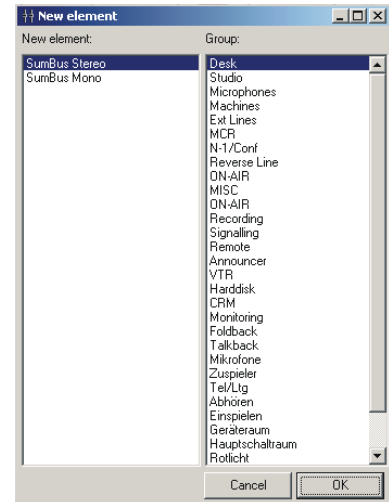 New element
New element:
Group:
SumBus Stereo
SumBus Mono
Desk
Studio
Microphones
Machines
Ext Lines
MCR
N-1/Conf
Reverse Line
ON-AIR
MISC
ON-AIR
Recording
Signalling
Remote
Announcer
VTR
Harddisk
CRM
Monitoring
Foldback
Talkback
Mikrofone
Zuspieler
Tel/Ltg
Abhören
Einspielen
Geräteraum
Hauptschaltraum
Rotlicht
Cancel
OK